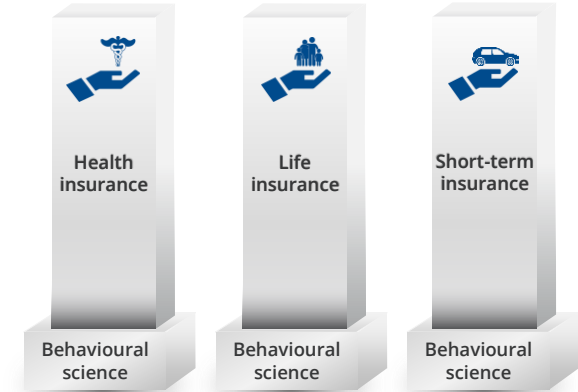 Health
insurance
Life
insurance
Short-term
insurance
Behavioural
science
Behavioural
science
Behavioural
science